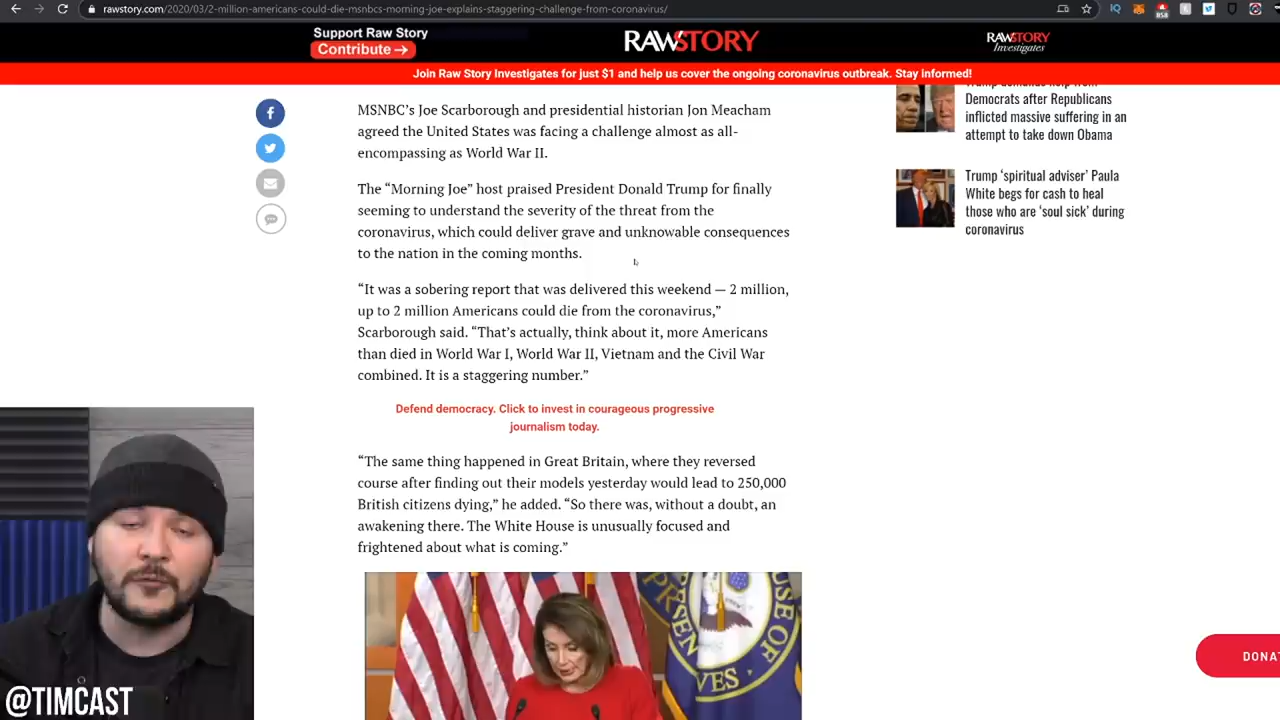 rawstory.com/2020/03/2-million-americans-could-die-msnbcs-morning-joe-explains-staggering-challenge-from-coronavirus/
Support Raw Story
Contribute →
RAWSTORY
RAWSTORY
Investigates
Join Raw Story Investigates for just $1 and help us cover the ongoing coronavirus outbreak. Stay informed!
MSNBC's Joe Scarborough and presidential historian Jon Meacham
agreed the United States was facing a challenge almost as all-
encompassing as World War II.
The “Morning Joe” host praised President Donald Trump for finally
seeming to understand the severity of the threat from the
coronavirus, which could deliver grave and unknowable consequences
to the nation in the coming months.
“It was a sobering report that was delivered this weekend — 2 million,
up to 2 million Americans could die from the coronavirus,”
Scarborough said. “That's actually, think about it, more Americans
than died in World War I, World War II, Vietnam and the Civil War
combined. It is a staggering number.”
Defend democracy. Click to invest in courageous progressive
journalism today.
“The same thing happened in Great Britain, where they reversed
course after finding out their models yesterday would lead to 250,000
British citizens dying,” he added. “So there was, without a doubt, an
awakening there. The White House is unusually focused and
frightened about what is coming.”
Trump demands help from
Democrats after Republicans
inflicted massive suffering in an
attempt to take down Obama
Trump ‘spiritual adviser’ Paula
White begs for cash to heal
those who are ‘soul sick’ during
coronavirus
DONAT
@TIMCAST